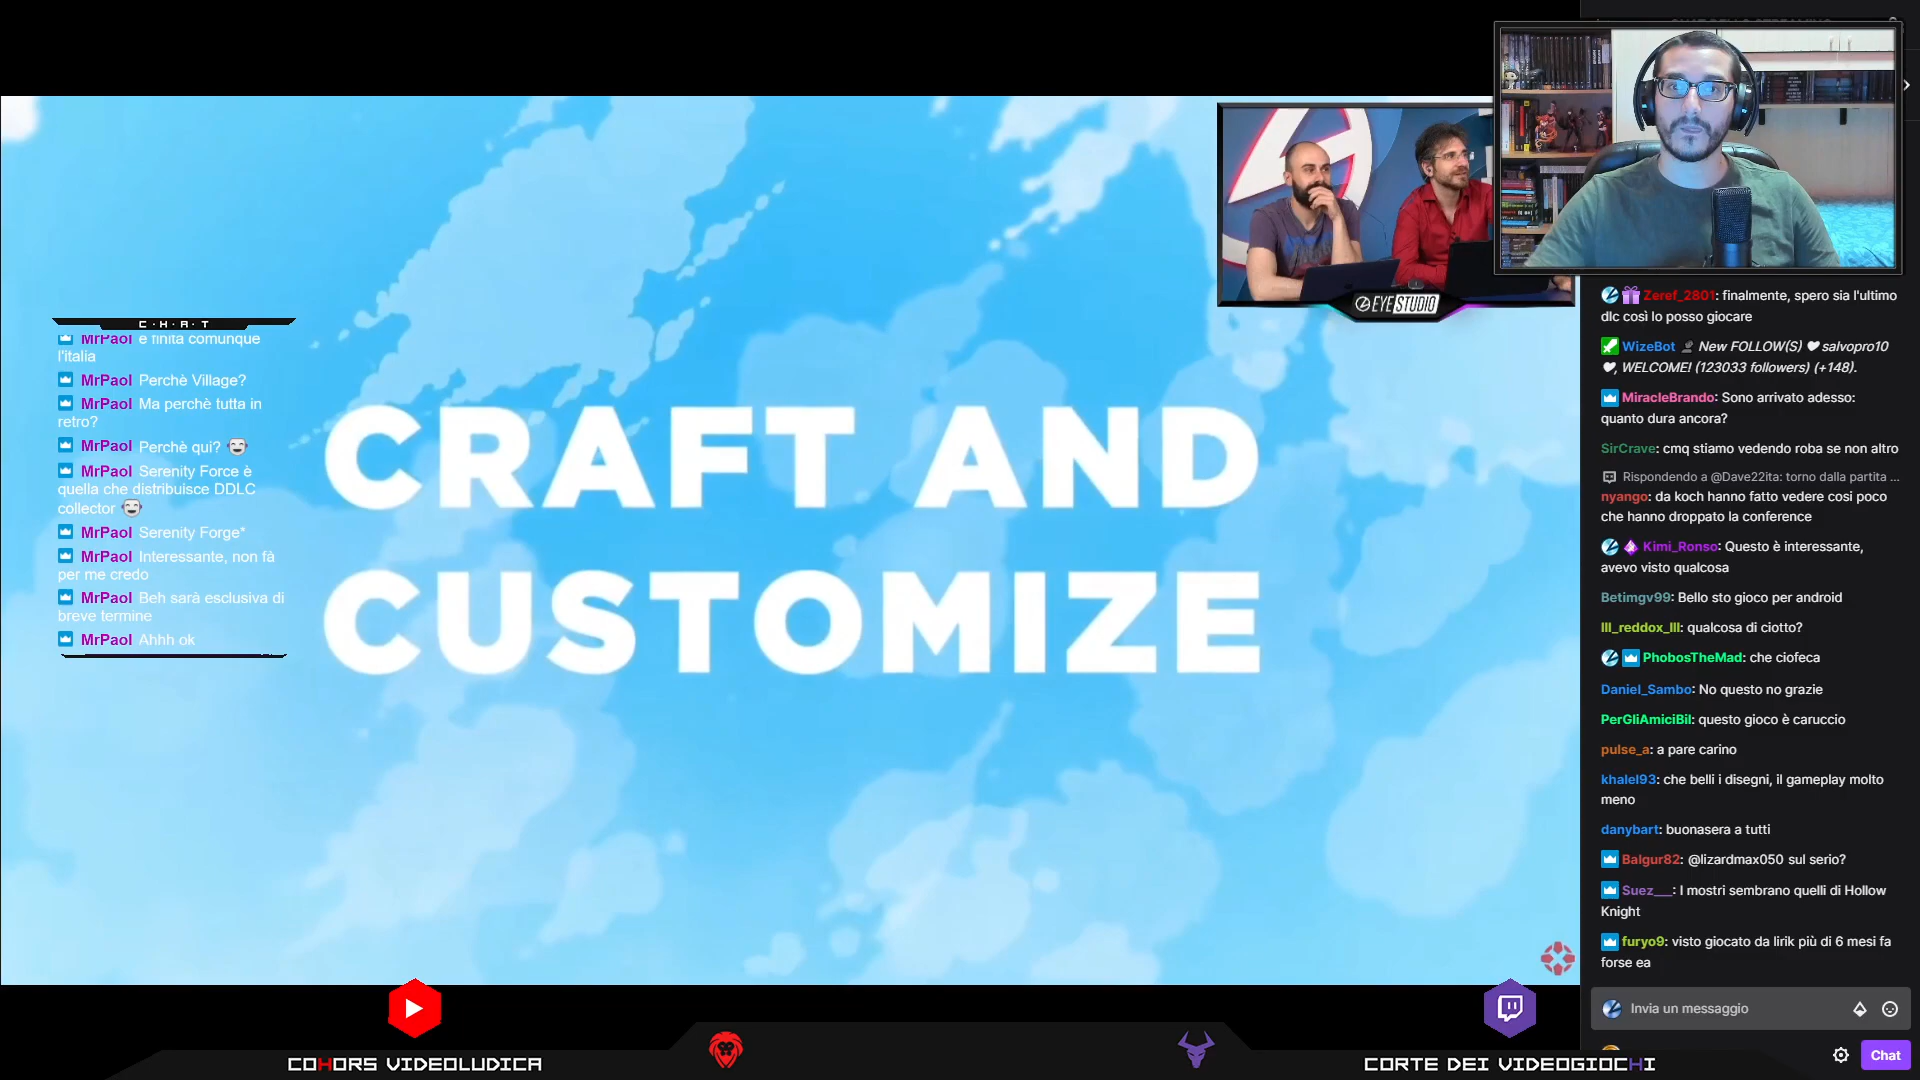 C·H·A·T
MrPaol è finita comunque
l'italia
MrPaol Perchè Village?
MrPaol Ma perchè tutta in
retro?
MrPaol Perchè qui?
MrPaol Serenity Force è
quella che distribuisce DDLC
collector
MrPaol Serenity Forge*
MrPaol Interessante, non fà
per me credo
MrPaol Beh sarà esclusiva di
breve termine
MrPaol Ahhh ok
CRAFT AND
CUSTOMIZE
EYE STUDIO
Zeref_2801: finalmente, spero sia l'ultimo
dlc così lo posso giocare
WizeBot New FOLLOW(S) ❤ salvopro10
❤, WELCOME! (123033 followers) (+148).
MiracleBrando: Sono arrivato adesso:
quanto dura ancora?
SirCrave: cmq stiamo vedendo roba se non altro
Rispondendo a @Dave22ita: torno dalla partita ...
nyango: da koch hanno fatto vedere cosi poco
che hanno droppato la conference
Kimi_Ronso: Questo è interessante,
avevo visto qualcosa
Betimgv99: Bello sto gioco per android
lll_reddox_lll: qualcosa di ciotto?
PhobosTheMad: che ciofeca
Daniel_Sambo: No questo no grazie
PerGliAmiciBil: questo gioco è caruccio
pulse_a: a pare carino
khalel93: che belli i disegni, il gameplay molto
meno
danybart: buonasera a tutti
Balgur82: @lizardmax050 sul serio?
Suez__: I mostri sembrano quelli di Hollow
Knight
furyo9: visto giocato da lirik più di 6 mesi fa
forse ea
Invia un messaggio
Chat
COHORS VIDEOLUDICA
CORTE DEI VIDEOGIOCHI